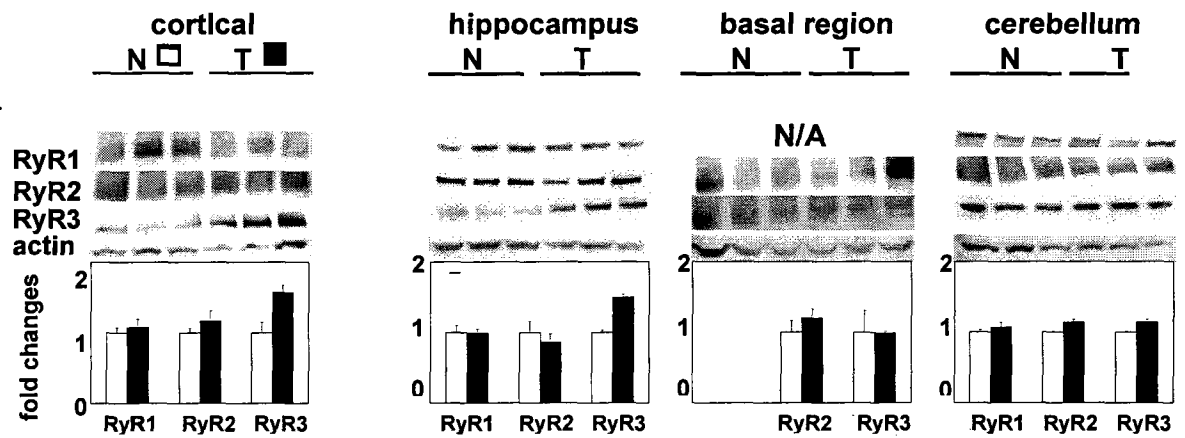 cortical hippocampus basal region cerebellum
N T N T N T N T
N/A
RyR1
RyR2
RyR3
actin
fold changes
2 2 2 2
1 1 1 1
0 0 0 0
RyR1 RyR2 RyR3 RyR1 RyR2 RyR3 RyR2 RyR3 RyR1 RyR2 RyR3